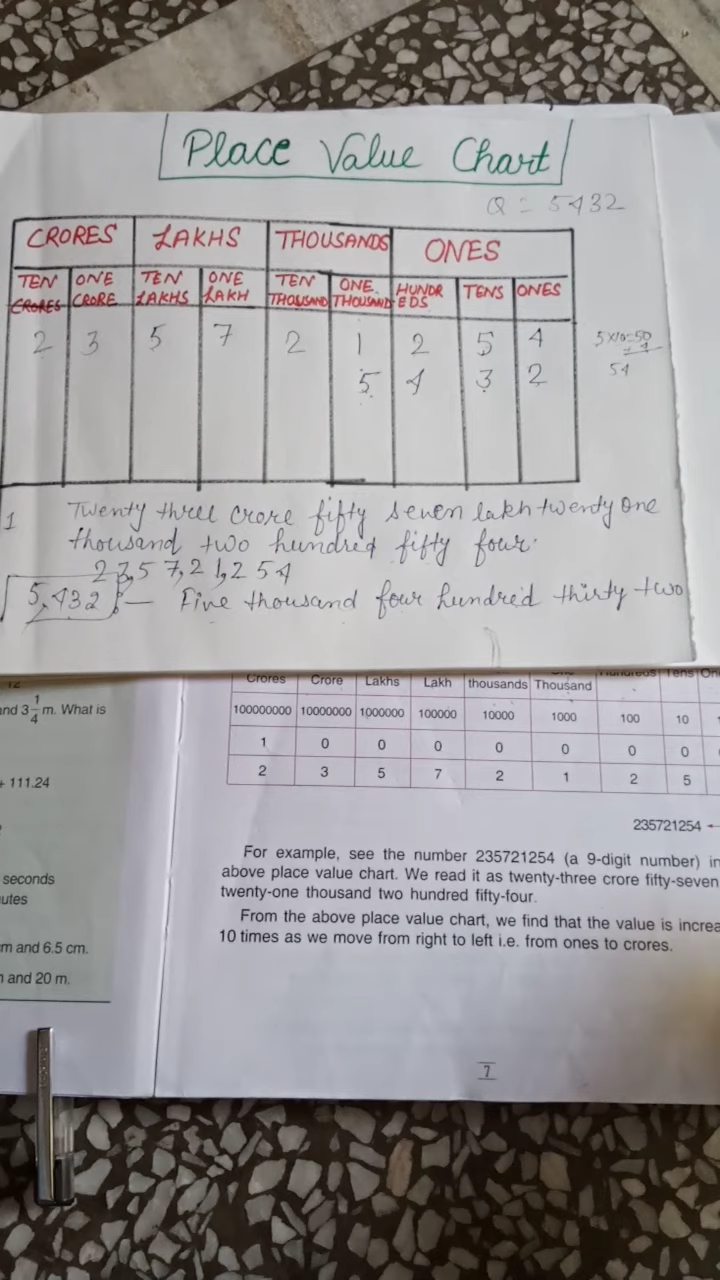 Place Value Chart
Q = 5432
CRORES LAKHS THOUSANDS ONES
TEN CRORES ONE CRORE TEN LAKHS ONE LAKH TEN THOUSAND ONE THOUSAND HUNDREDS TENS ONES
2 3 5 7 2 1 2 5 4 5×10=50
5 4 3 2 54
1 Twenty three crore fifty seven lakh twenty one
thousand two hundred fifty four.
23,57,21,254
5,432 :— Five thousand four hundred thirty two
Crores Crore Lakhs Lakh thousands Thousand Tens
100000000 10000000 1000000 100000 10000 1000 100 10
1 0 0 0 0 0 0 0
2 3 5 7 2 1 2 5
235721254
For example, see the number 235721254 (a 9-digit number) in
above place value chart. We read it as twenty-three crore fifty-seven
twenty-one thousand two hundred fifty-four.
From the above place value chart, we find that the value is increa
10 times as we move from right to left i.e. from ones to crores.
7
and 3 1/4 m. What is
+ 111.24
seconds
utes
m and 6.5 cm.
and 20 m.